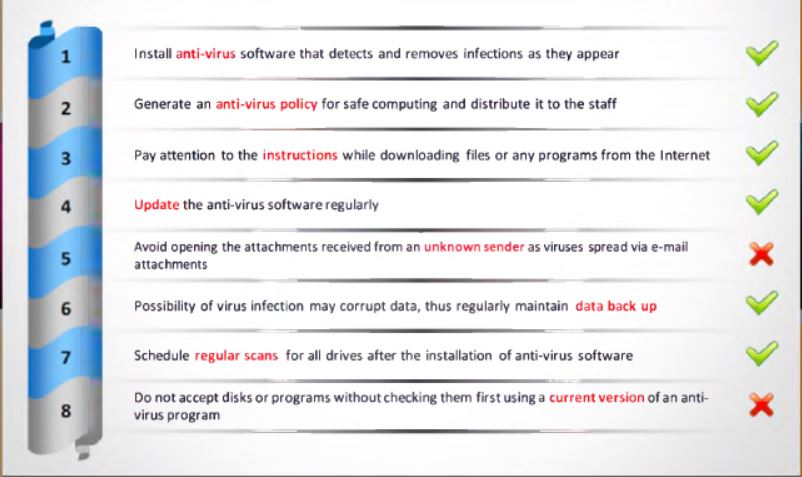 1
Install anti-virus software that detects and removes infections as they appear
2
Generate an anti-virus policy for safe computing and distribute it to the staff
3
Pay attention to the instructions while downloading files or any programs from the Internet
4
Update the anti-virus software regularly
5
Avoid opening the attachments received from an unknown sender as viruses spread via e-mail
attachments
6
Possibility of virus infection may corrupt data, thus regularly maintain data back up
7
Schedule regular scans for all drives after the installation of anti-virus software
8
Do not accept disks or programs without checking them first using a current version of an anti-
virus program